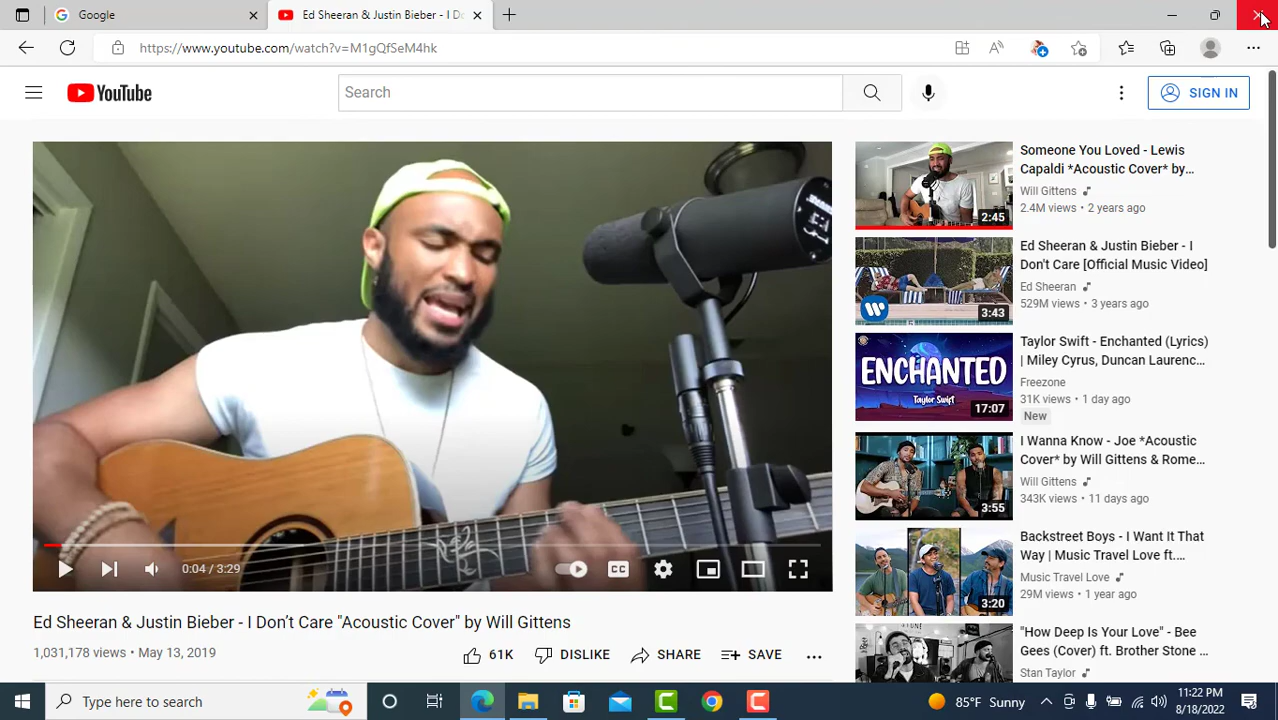 Google
Ed Sheeran & Justin Bieber - I Do
https://www.youtube.com/watch?v=M1gQfSeM4hk
YouTube
Search
SIGN IN
0:04 / 3:29
CC
Ed Sheeran & Justin Bieber - I Don't Care "Acoustic Cover" by Will Gittens
1,031,178 views • May 13, 2019
61K
DISLIKE
SHARE
SAVE
2:45
Someone You Loved - Lewis
Capaldi *Acoustic Cover* by...
Will Gittens
2.4M views • 2 years ago
3:43
Ed Sheeran & Justin Bieber - I
Don't Care [Official Music Video]
Ed Sheeran
529M views • 3 years ago
ENCHANTED
Taylor Swift
17:07
Taylor Swift - Enchanted (Lyrics)
| Miley Cyrus, Duncan Laurenc...
Freezone
31K views • 1 day ago
New
3:55
I Wanna Know - Joe *Acoustic
Cover* by Will Gittens & Rome...
Will Gittens
343K views • 11 days ago
3:20
Backstreet Boys - I Want It That
Way | Music Travel Love ft....
Music Travel Love
29M views • 1 year ago
"How Deep Is Your Love" - Bee
Gees (Cover) ft. Brother Stone ...
Stan Taylor
Type here to search
85°F Sunny
11:22 PM
8/18/2022